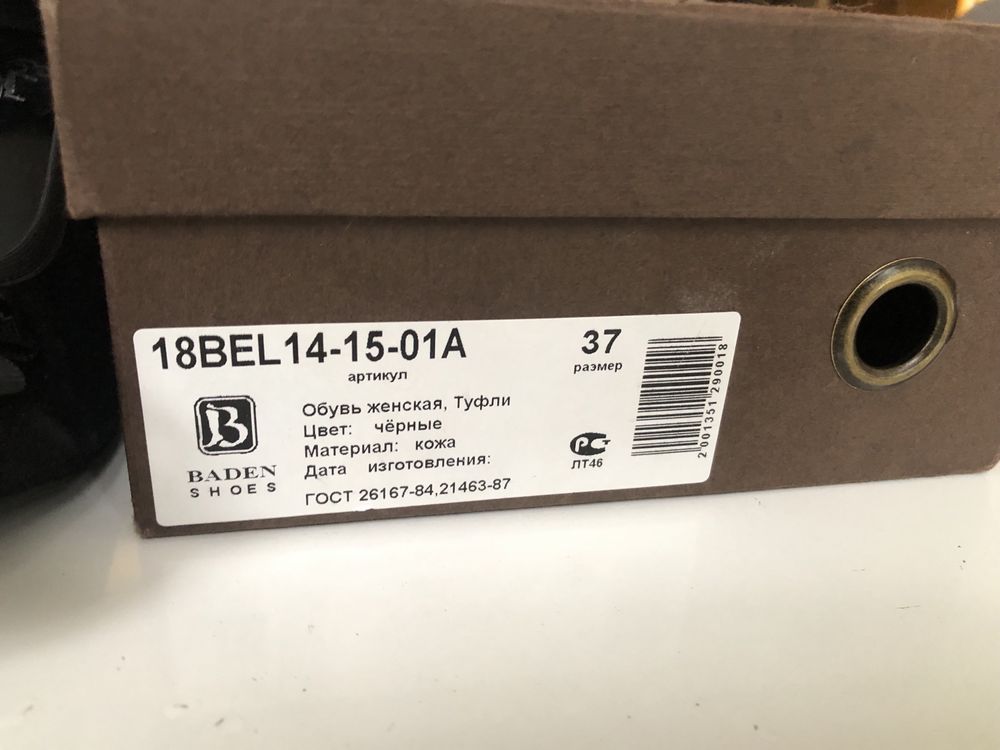 18BEL14-15-01A
артикул
37
размер
B
BADEN
SHOES
Обувь женская, Туфли
Цвет: чёрные
Материал: кожа
Дата изготовления:
ГОСТ 26167-84,21463-87
РСТ
ЛТ46
2001351290018